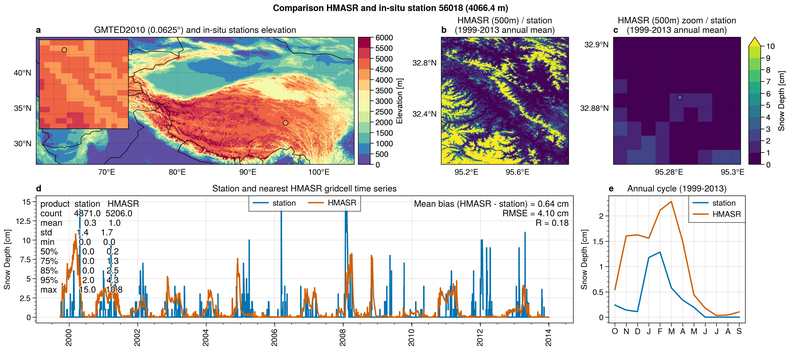 Comparison HMASR and in-situ station 56018 (4066.4 m)
a GMTED2010 (0.0625°) and in-situ stations elevation
40°N
35°N
30°N
70°E 80°E 90°E 100°E
6000
5500
5000
4500
4000
3500
3000
2500
2000
1500
1000
500
0
Elevation [m]
HMASR (500m) / station
b (1999-2013 annual mean)
32.8°N
32.4°N
95.2°E 95.6°E
HMASR (500m) zoom / station
c (1999-2013 annual mean)
32.9°N
32.88°N
95.28°E 95.3°E
10
9
8
7
6
5
4
3
2
1
0
Snow Depth [cm]
d Station and nearest HMASR gridcell time series
station HMASR
Mean bias (HMASR - station) = 0.64 cm
RMSE = 4.10 cm
R = 0.18
product station HMASR
count 4871.0 5206.0
mean 0.3 1.0
std 1.4 1.7
min 0.0 0.0
50% 0.0 0.2
75% 0.0
85% 0.0 2.5
95% 2.0
max 15.0
15.0
12.5
10.0
7.5
5.0
2.5
0
Snow Depth [cm]
2000 2002 2004 2006 2008 2010 2012 2014
e Annual cycle (1999-2013)
station
HMASR
2
1.5
1
0.5
0
Snow Depth [cm]
O N D J F M A M J J A S